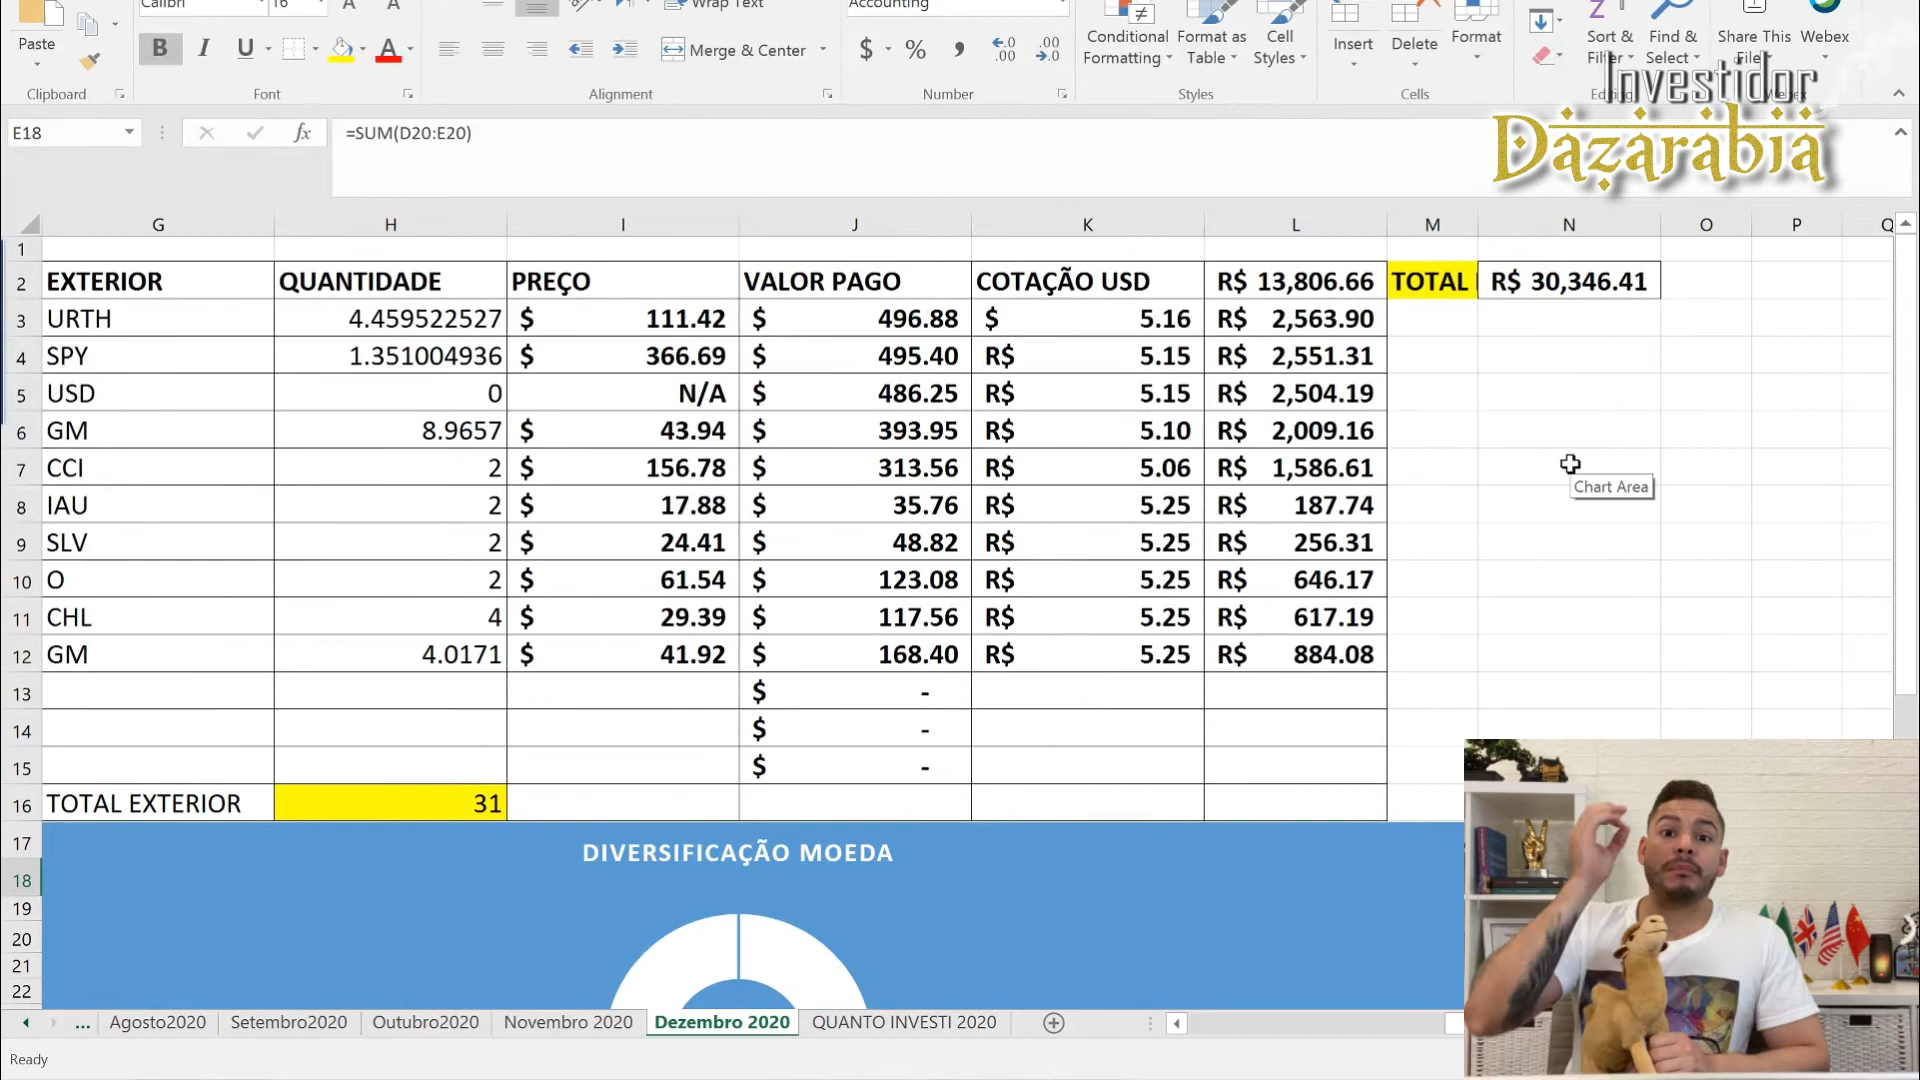 Calibri
16
A
A
Wrap Text
Accounting
Paste
B I U
A
Merge & Center
$ % ,
Conditional
Formatting
Format as
Table
Cell
Styles
Insert
Delete
Format
Sort &
Filter
Find &
Select
Share This
File
Webex
Clipboard
Font
Alignment
Number
Styles
Cells
Investidor
Dazarabia
E18
fx
=SUM(D20:E20)
G H I J K L M N O P Q
1
2 EXTERIOR QUANTIDADE PREÇO VALOR PAGO COTAÇÃO USD R$ 13,806.66 TOTAL R$ 30,346.41
3 URTH 4.459522527 $ 111.42 $ 496.88 $ 5.16 R$ 2,563.90
4 SPY 1.351004936 $ 366.69 $ 495.40 R$ 5.15 R$ 2,551.31
5 USD 0 N/A $ 486.25 R$ 5.15 R$ 2,504.19
6 GM 8.9657 $ 43.94 $ 393.95 R$ 5.10 R$ 2,009.16
7 CCI 2 $ 156.78 $ 313.56 R$ 5.06 R$ 1,586.61
8 IAU 2 $ 17.88 $ 35.76 R$ 5.25 R$ 187.74
9 SLV 2 $ 24.41 $ 48.82 R$ 5.25 R$ 256.31
10 O 2 $ 61.54 $ 123.08 R$ 5.25 R$ 646.17
11 CHL 4 $ 29.39 $ 117.56 R$ 5.25 R$ 617.19
12 GM 4.0171 $ 41.92 $ 168.40 R$ 5.25 R$ 884.08
13 $ -
14 $ -
15 $ -
16 TOTAL EXTERIOR 31
Chart Area
17
DIVERSIFICAÇÃO MOEDA
18
19
20
21
22
... Agosto2020 Setembro2020 Outubro2020 Novembro 2020 Dezembro 2020 QUANTO INVESTI 2020
Ready